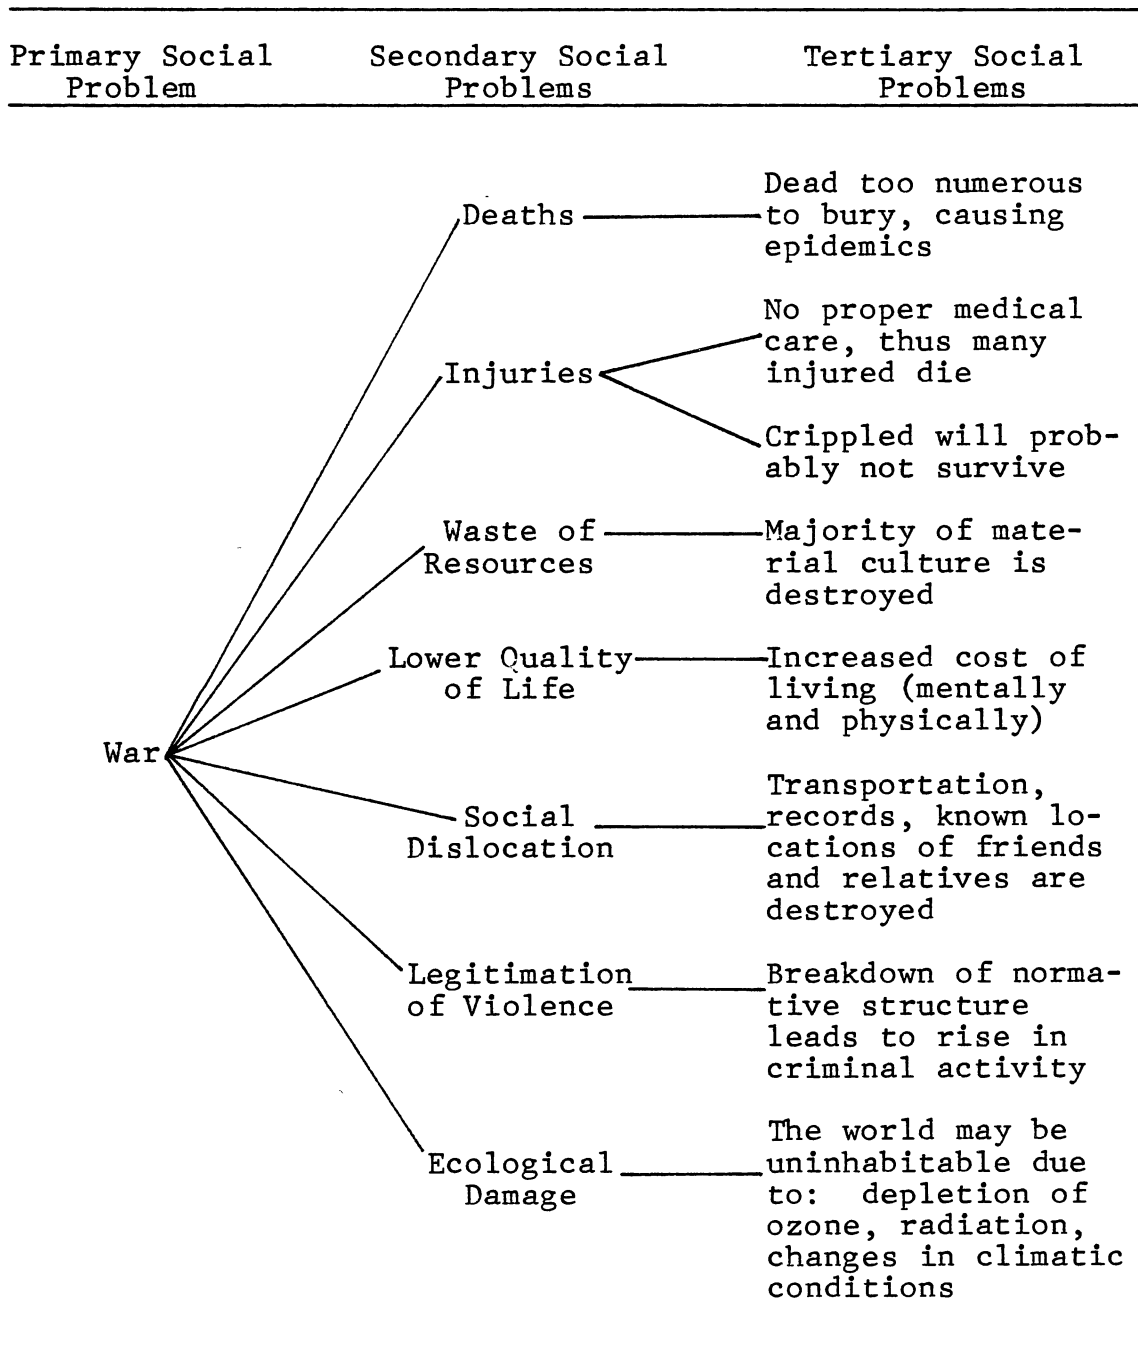 Primary Social Problem
Secondary Social Problems
Tertiary Social Problems
War
Deaths
Dead too numerous
to bury, causing
epidemics
Injuries
No proper medical
care, thus many
injured die
Crippled will prob-
ably not survive
Waste of
Resources
Majority of mate-
rial culture is
destroyed
Lower Quality
of Life
Increased cost of
living (mentally
and physically)
Social
Dislocation
Transportation,
records, known lo-
cations of friends
and relatives are
destroyed
Legitimation
of Violence
Breakdown of norma-
tive structure
leads to rise in
criminal activity
Ecological
Damage
The world may be
uninhabitable due
to: depletion of
ozone, radiation,
changes in climatic
conditions